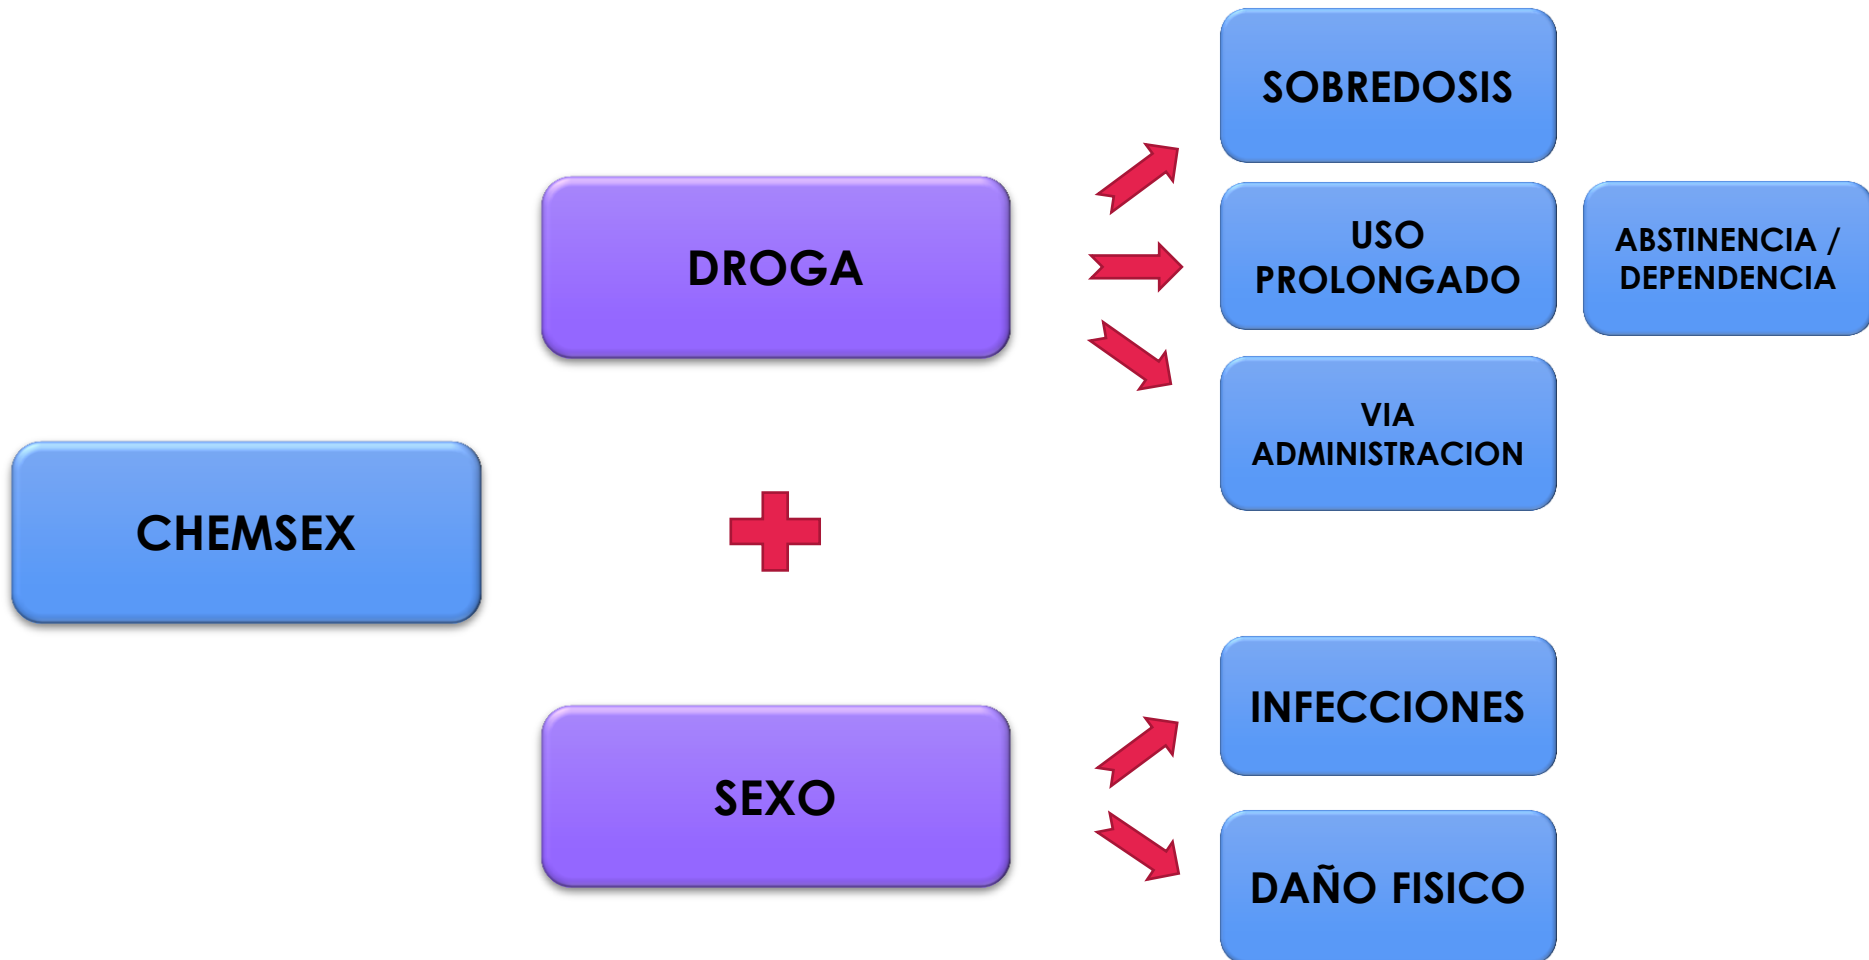 SOBREDOSIS
DROGA
USO
PROLONGADO
ABSTINENCIA /
DEPENDENCIA
VIA
ADMINISTRACION
CHEMSEX
INFECCIONES
SEXO
DAÑO FISICO